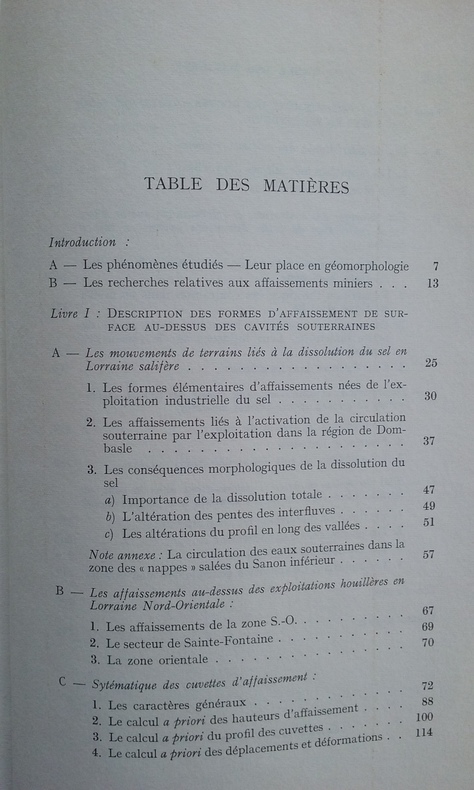 TABLE DES MATIÈRES
Introduction :
A — Les phénomènes étudiés — Leur place en géomorphologie 7
B — Les recherches relatives aux affaissements miniers . . . 13
Livre I : Description des formes d'affaissement de sur-
face au-dessus des cavités souterraines
A — Les mouvements de terrains liés à la dissolution du sel en
Lorraine salifère . . . . . . . . . . . . . . . . . 25
1. Les formes élémentaires d'affaissements nées de l'ex-
ploitation industrielle du sel . . . . . . . . . . . 30
2. Les affaissements liés à l'activation de la circulation
souterraine par l'exploitation dans la région de Dom-
basle . . . . . . . . . . . . . . . . . . . . 37
3. Les conséquences morphologiques de la dissolution du
sel
a) Importance de la dissolution totale . . . . . . . 47
b) L'altération des pentes des interfluves . . . . . . 49
c) Les altérations du profil en long des vallées . . . . 51
Note annexe : La circulation des eaux souterraines dans la
zone des « nappes » salées du Sanon inférieur . . . . . . 57
B — Les affaissements au-dessus des exploitations houillères en
Lorraine Nord-Orientale :
1. Les affaissements de la zone S.-O. . . . . . . . . . 67
2. Le secteur de Sainte-Fontaine . . . . . . . . . . . 69
3. La zone orientale . . . . . . . . . . . . . . . . 70
C — Sytématique des cuvettes d'affaissement :
1. Les caractères généraux . . . . . . . . . . . . . 72
2. Le calcul a priori des hauteurs d'affaissement . . . . 88
3. Le calcul a priori du profil des cuvettes . . . . . . 100
4. Le calcul a priori des déplacements et déformations . . 114